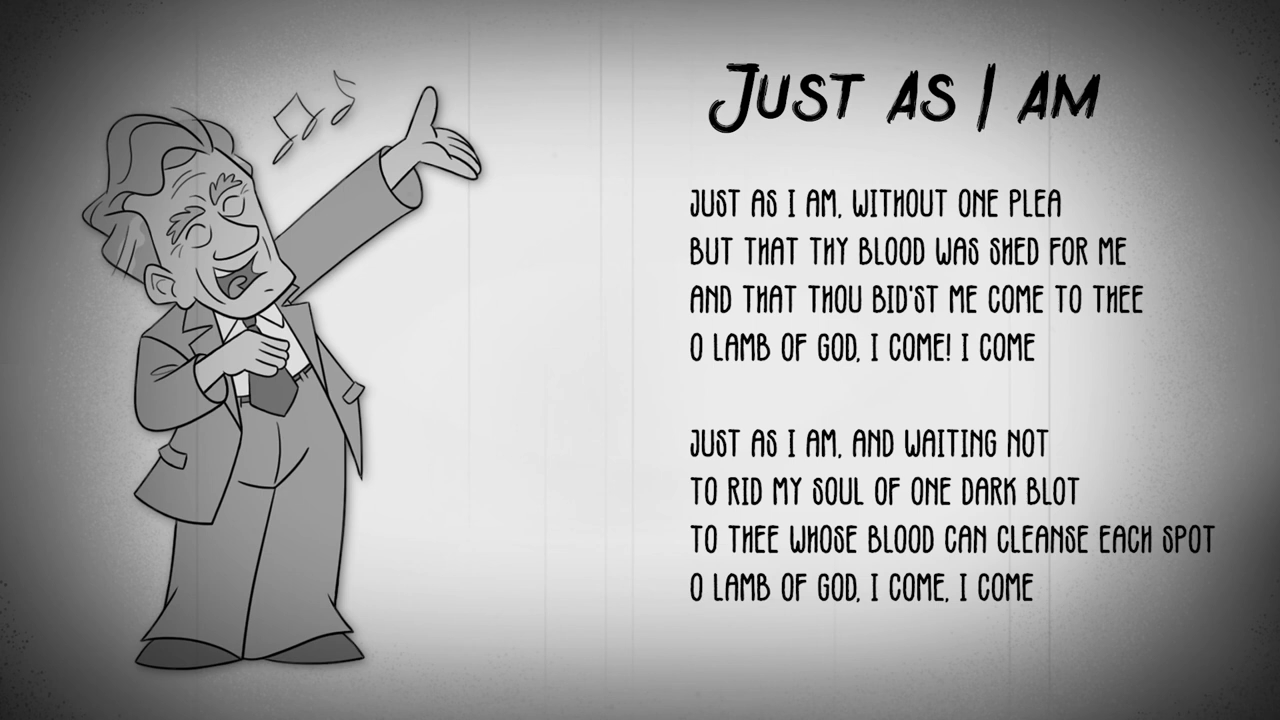 JUST AS I AM
JUST AS I AM, WITHOUT ONE PLEA
BUT THAT THY BLOOD WAS SHED FOR ME
AND THAT THOU BID'ST ME COME TO THEE
O LAMB OF GOD, I COME! I COME
JUST AS I AM, AND WAITING NOT
TO RID MY SOUL OF ONE DARK BLOT
TO THEE WHOSE BLOOD CAN CLEANSE EACH SPOT
O LAMB OF GOD, I COME, I COME